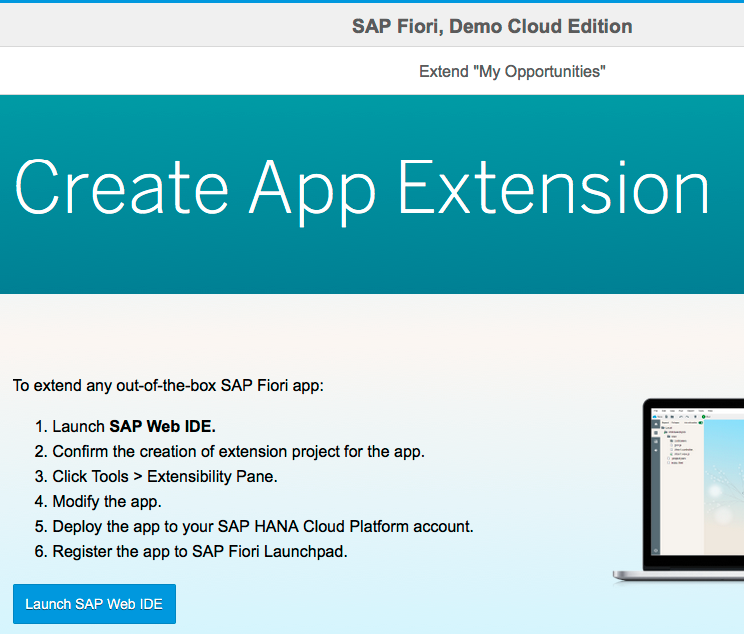 SAP Fiori, Demo Cloud Edition
Extend "My Opportunities"
Create App Extension
To extend any out-of-the-box SAP Fiori app:
1. Launch SAP Web IDE.
2. Confirm the creation of extension project for the app.
3. Click Tools > Extensibility Pane.
4. Modify the app.
5. Deploy the app to your SAP HANA Cloud Platform account.
6. Register the app to SAP Fiori Launchpad.
Launch SAP Web IDE